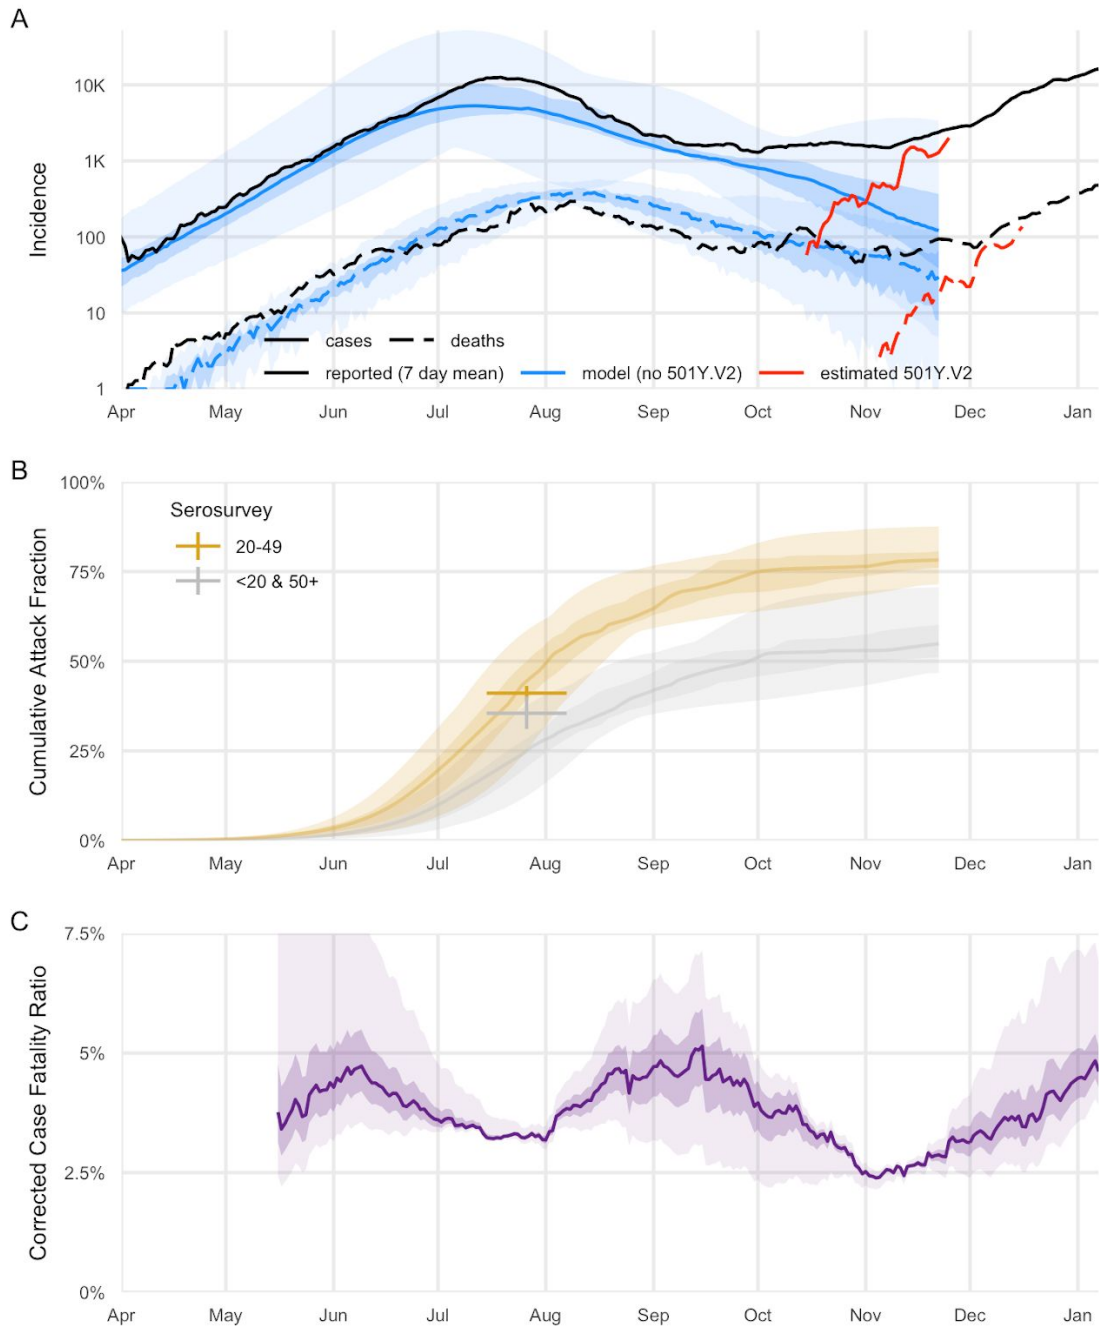 A
Incidence
10K
1K
100
10
1
cases deaths
reported (7 day mean) model (no 501Y.V2) estimated 501Y.V2
Apr May Jun Jul Aug Sep Oct Nov Dec Jan
B
Cumulative Attack Fraction
100%
75%
50%
25%
0%
Serosurvey
20-49
<20 & 50+
Apr May Jun Jul Aug Sep Oct Nov Dec Jan
C
Corrected Case Fatality Ratio
7.5%
5%
2.5%
0%
Apr May Jun Jul Aug Sep Oct Nov Dec Jan